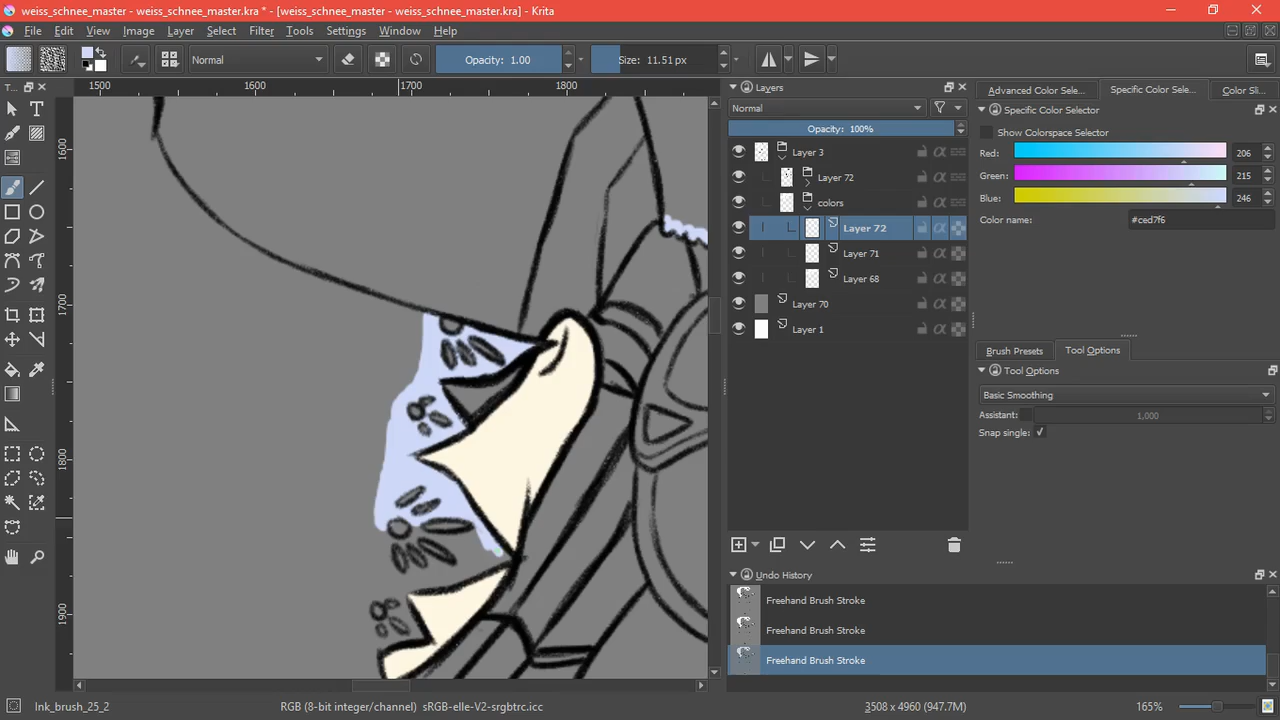 weiss_schnee_master - weiss_schnee_master.kra * - [weiss_schnee_master - weiss_schnee_master.kra] - Krita
File Edit View Image Layer Select Filter Tools Settings Window Help
Normal Opacity: 1.00 Size: 11.51 px
T...
1500 1600 1700 1800
1600
1700
1800
1900
Layers
Normal
Opacity: 100%
Layer 3
Layer 72
colors
Layer 72
Layer 71
Layer 68
Layer 70
Layer 1
Undo History
Freehand Brush Stroke
Freehand Brush Stroke
Freehand Brush Stroke
Advanced Color Sele... Specific Color Sele... Color Sli...
Specific Color Selector
Show Colorspace Selector
Red: 206
Green: 215
Blue: 246
Color name: #ced7f6
Brush Presets Tool Options
Tool Options
Basic Smoothing
Assistant: 1,000
Snap single:
Ink_brush_25_2 RGB (8-bit integer/channel) sRGB-elle-V2-srgbtrc.icc 3508 x 4960 (947.7M) 165%